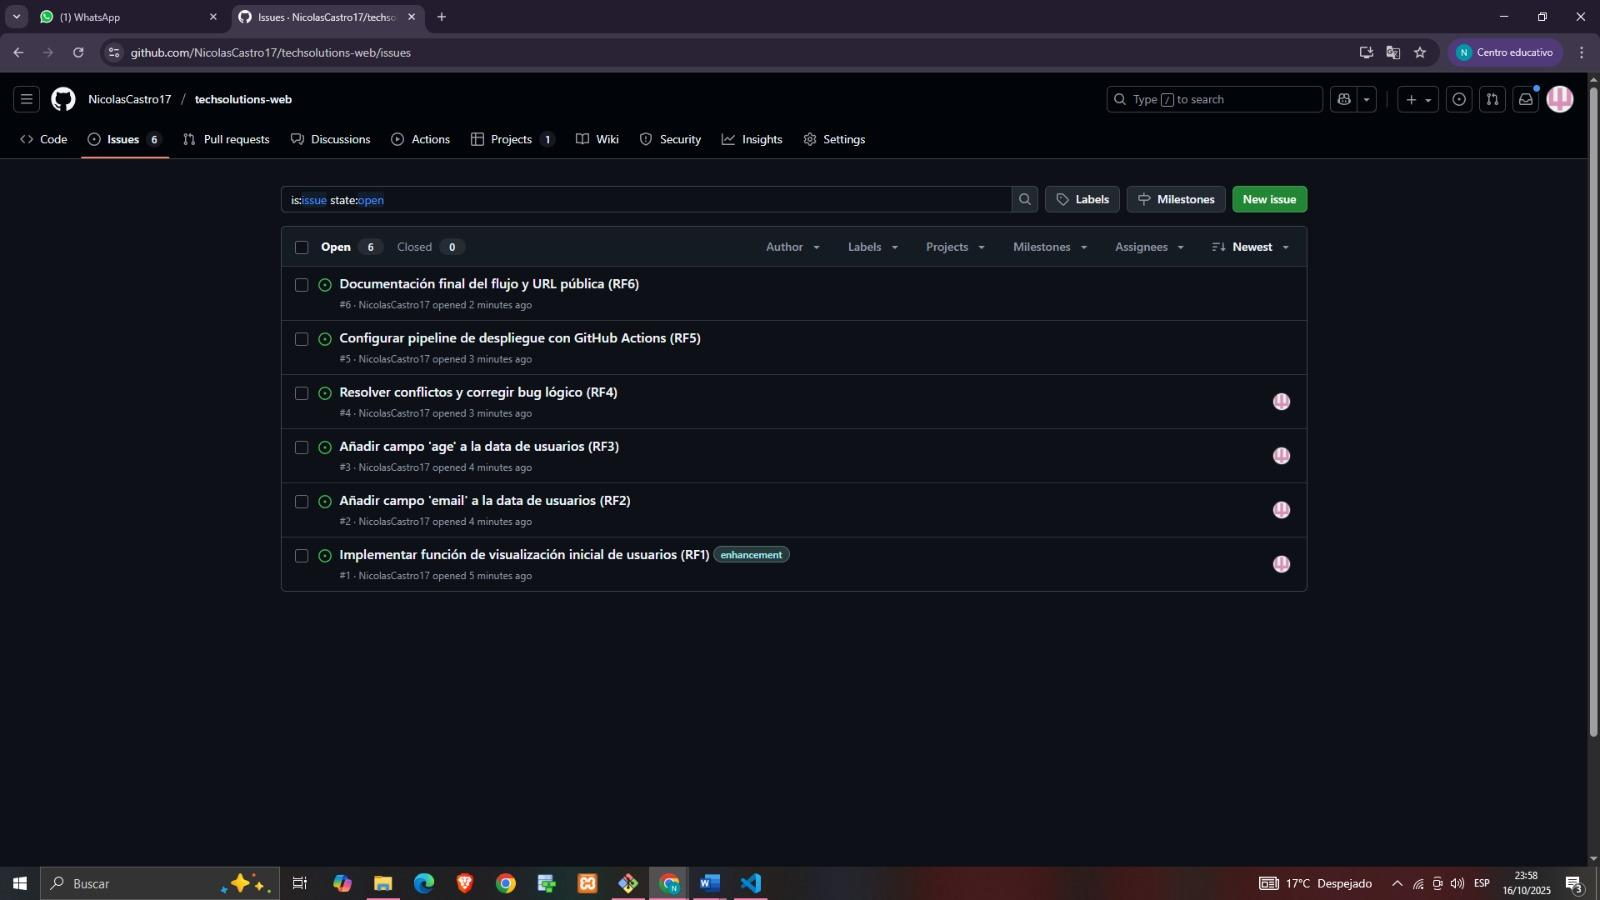 (1) WhatsApp
Issues · NicolasCastro17/techso
github.com/NicolasCastro17/techsolutions-web/issues
N Centro educativo
NicolasCastro17 / techsolutions-web
Type / to search
Code
Issues 6
Pull requests
Discussions
Actions
Projects 1
Wiki
Security
Insights
Settings
is:issue state:open
Labels
Milestones
New issue
Open 6
Closed 0
Author
Labels
Projects
Milestones
Assignees
Newest
Documentación final del flujo y URL pública (RF6)
#6 · NicolasCastro17 opened 2 minutes ago
Configurar pipeline de despliegue con GitHub Actions (RF5)
#5 · NicolasCastro17 opened 3 minutes ago
Resolver conflictos y corregir bug lógico (RF4)
#4 · NicolasCastro17 opened 3 minutes ago
Añadir campo 'age' a la data de usuarios (RF3)
#3 · NicolasCastro17 opened 4 minutes ago
Añadir campo 'email' a la data de usuarios (RF2)
#2 · NicolasCastro17 opened 4 minutes ago
Implementar función de visualización inicial de usuarios (RF1) enhancement
#1 · NicolasCastro17 opened 5 minutes ago
Buscar
17°C Despejado
ESP
23:58
16/10/2025
3